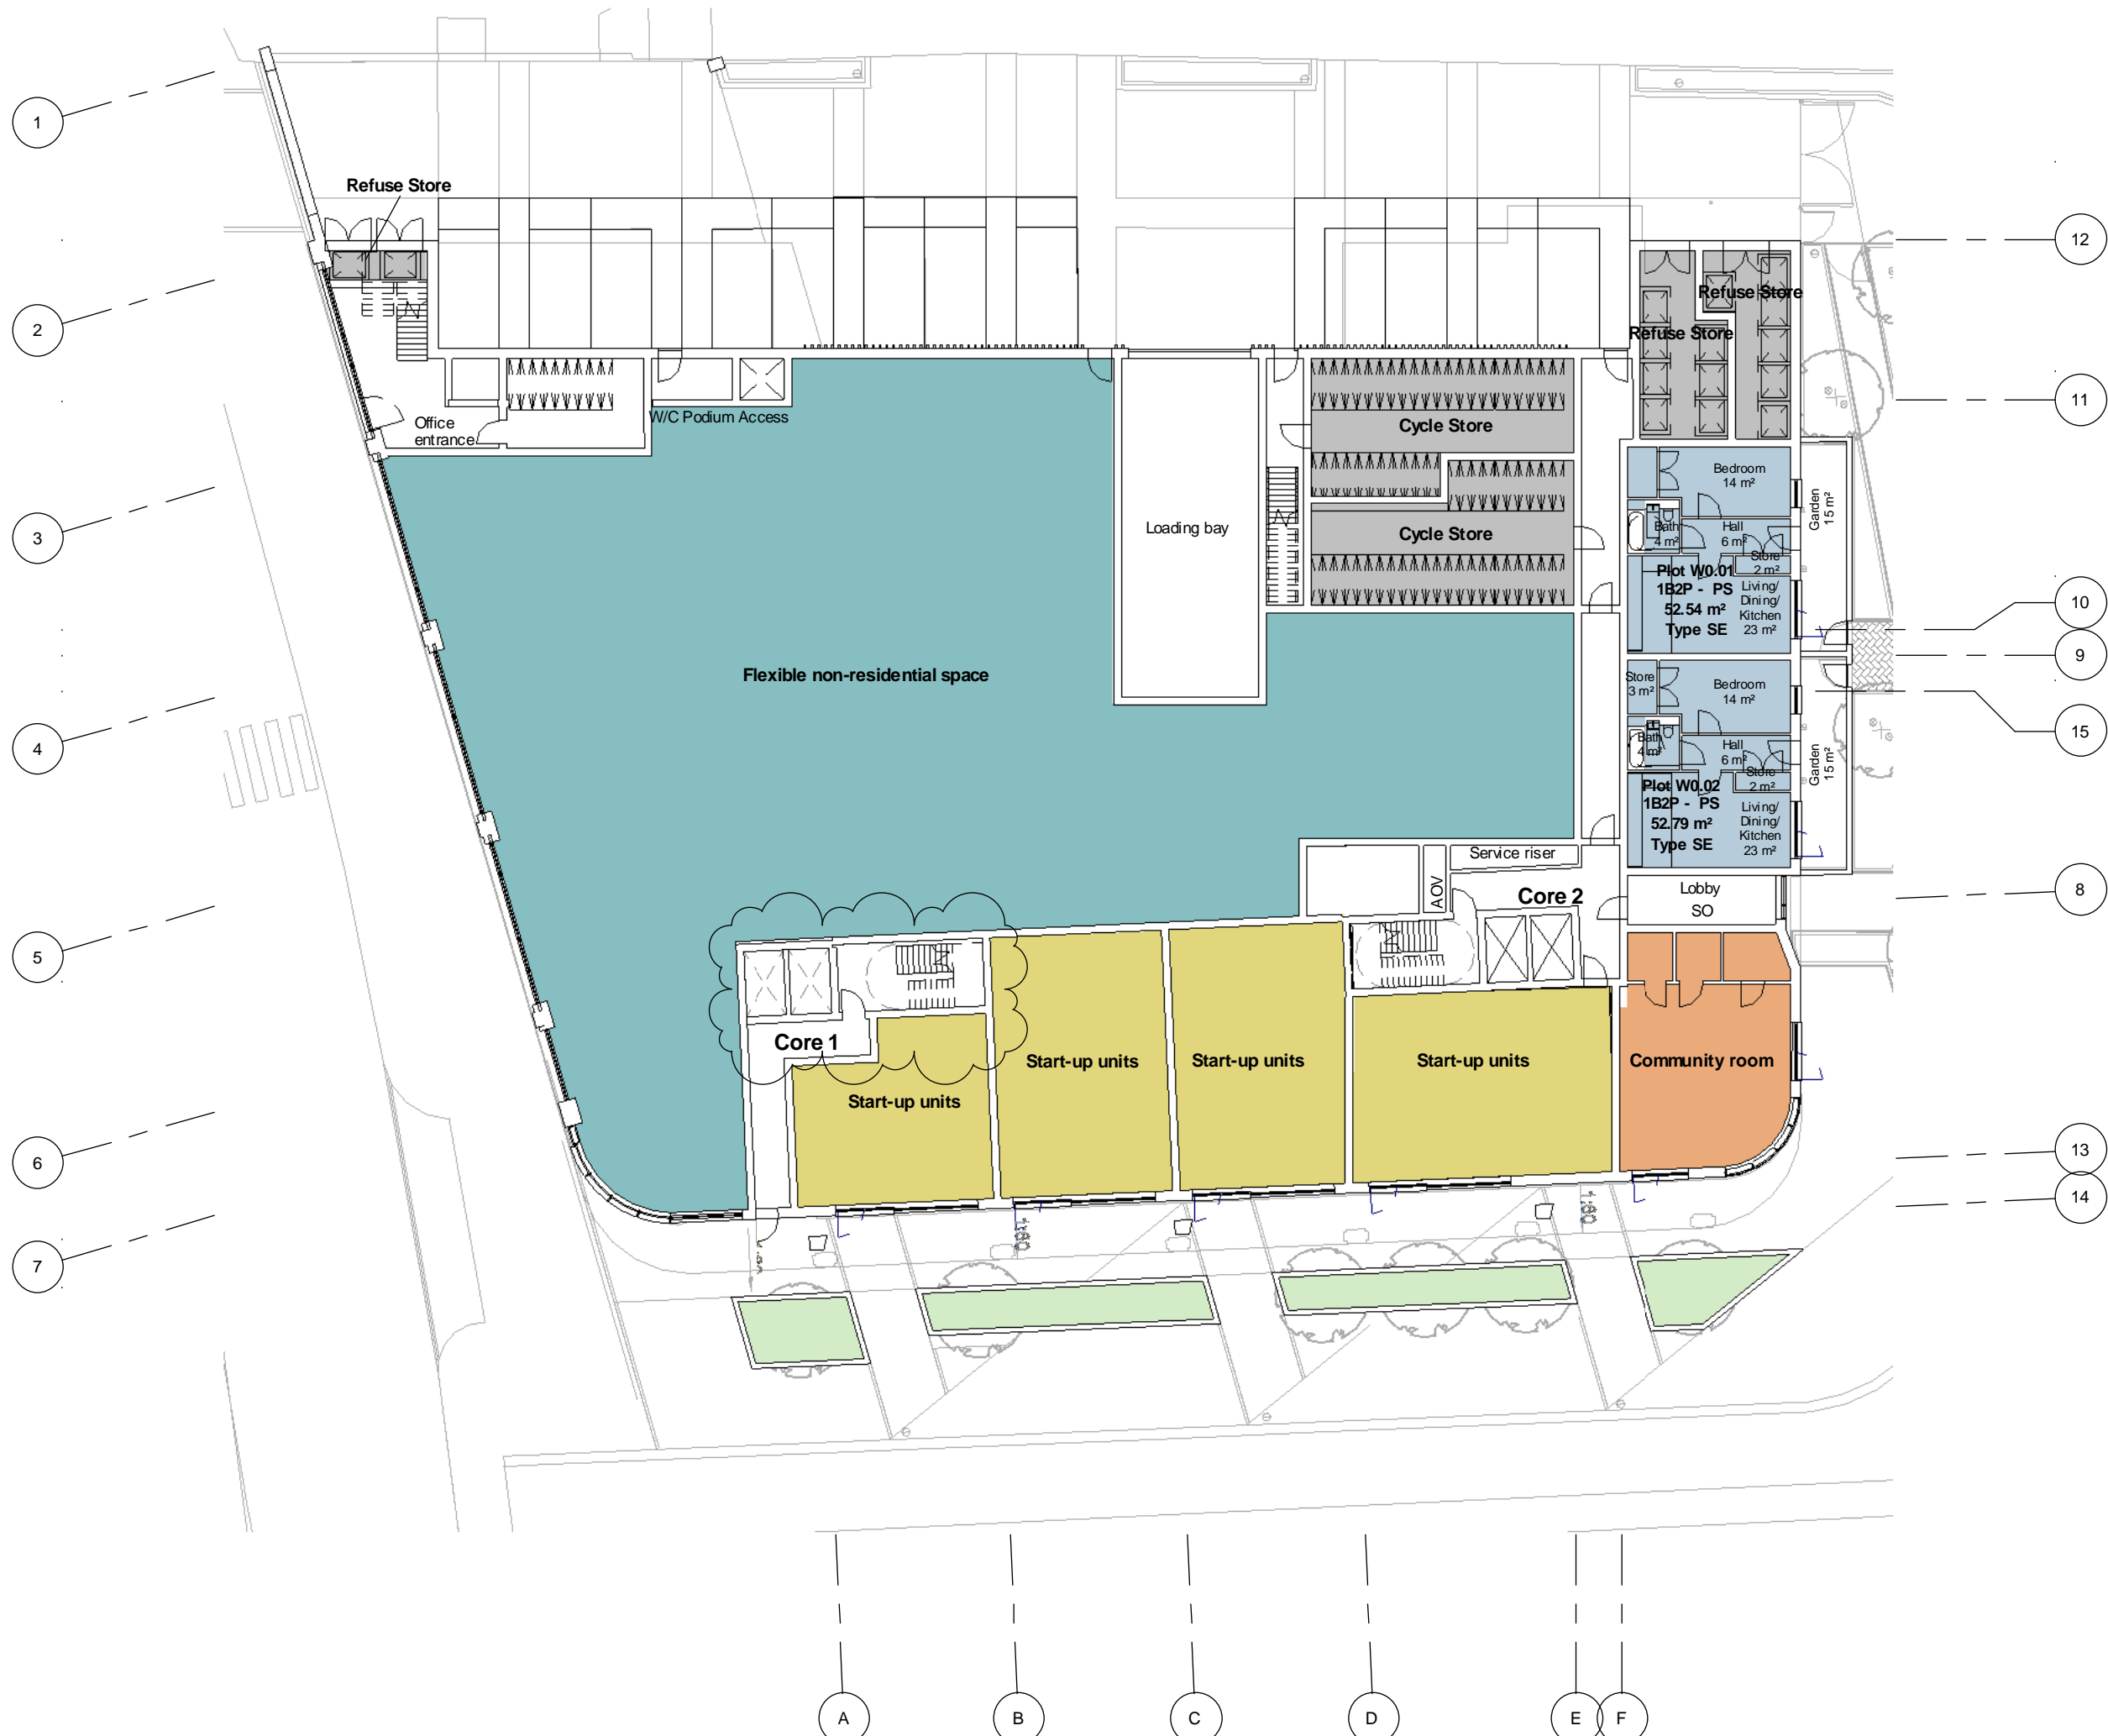 1
Refuse Store
12
2
Refuse Store
Refuse Store
11
Office
entrance
W/C Podium Access
Cycle Store
Bedroom
14 m²
Garden
15 m²
3
Loading bay
Cycle Store
Bath
4 m²
Hall
6 m²
Store
2 m²
Plot W0.01
1B2P - PS
52.54 m²
Type SE
Living/
Dining/
Kitchen
23 m²
10
9
Flexible non-residential space
Store
3 m²
Bedroom
14 m²
15
4
Bath
4 m²
Hall
6 m²
Store
2 m²
Garden
15 m²
Plot W0.02
1B2P - PS
52.79 m²
Type SE
Living/
Dining/
Kitchen
23 m²
Service riser
AOV
Core 2
Lobby
SO
8
5
Core 1
Start-up units
Start-up units
Start-up units
Start-up units
Community room
6
13
14
7
A
B
C
D
E
F